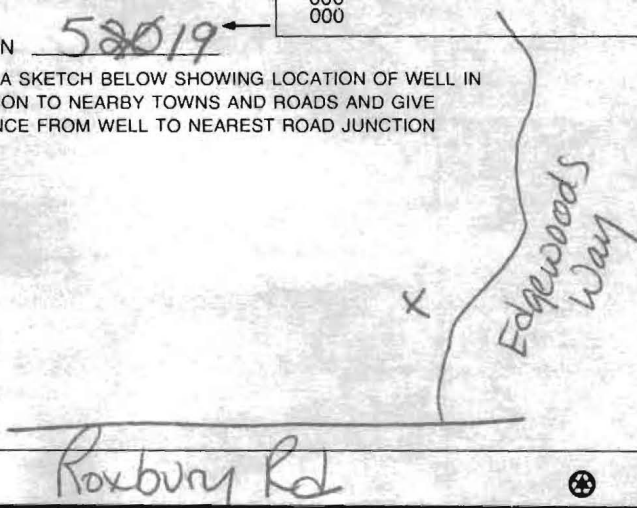 000
000
N
A SKETCH BELOW SHOWING LOCATION OF WELL IN
ON TO NEARBY TOWNS AND ROADS AND GIVE
NCE FROM WELL TO NEAREST ROAD JUNCTION
X
Edgewoods
Way
Roxbury Rd